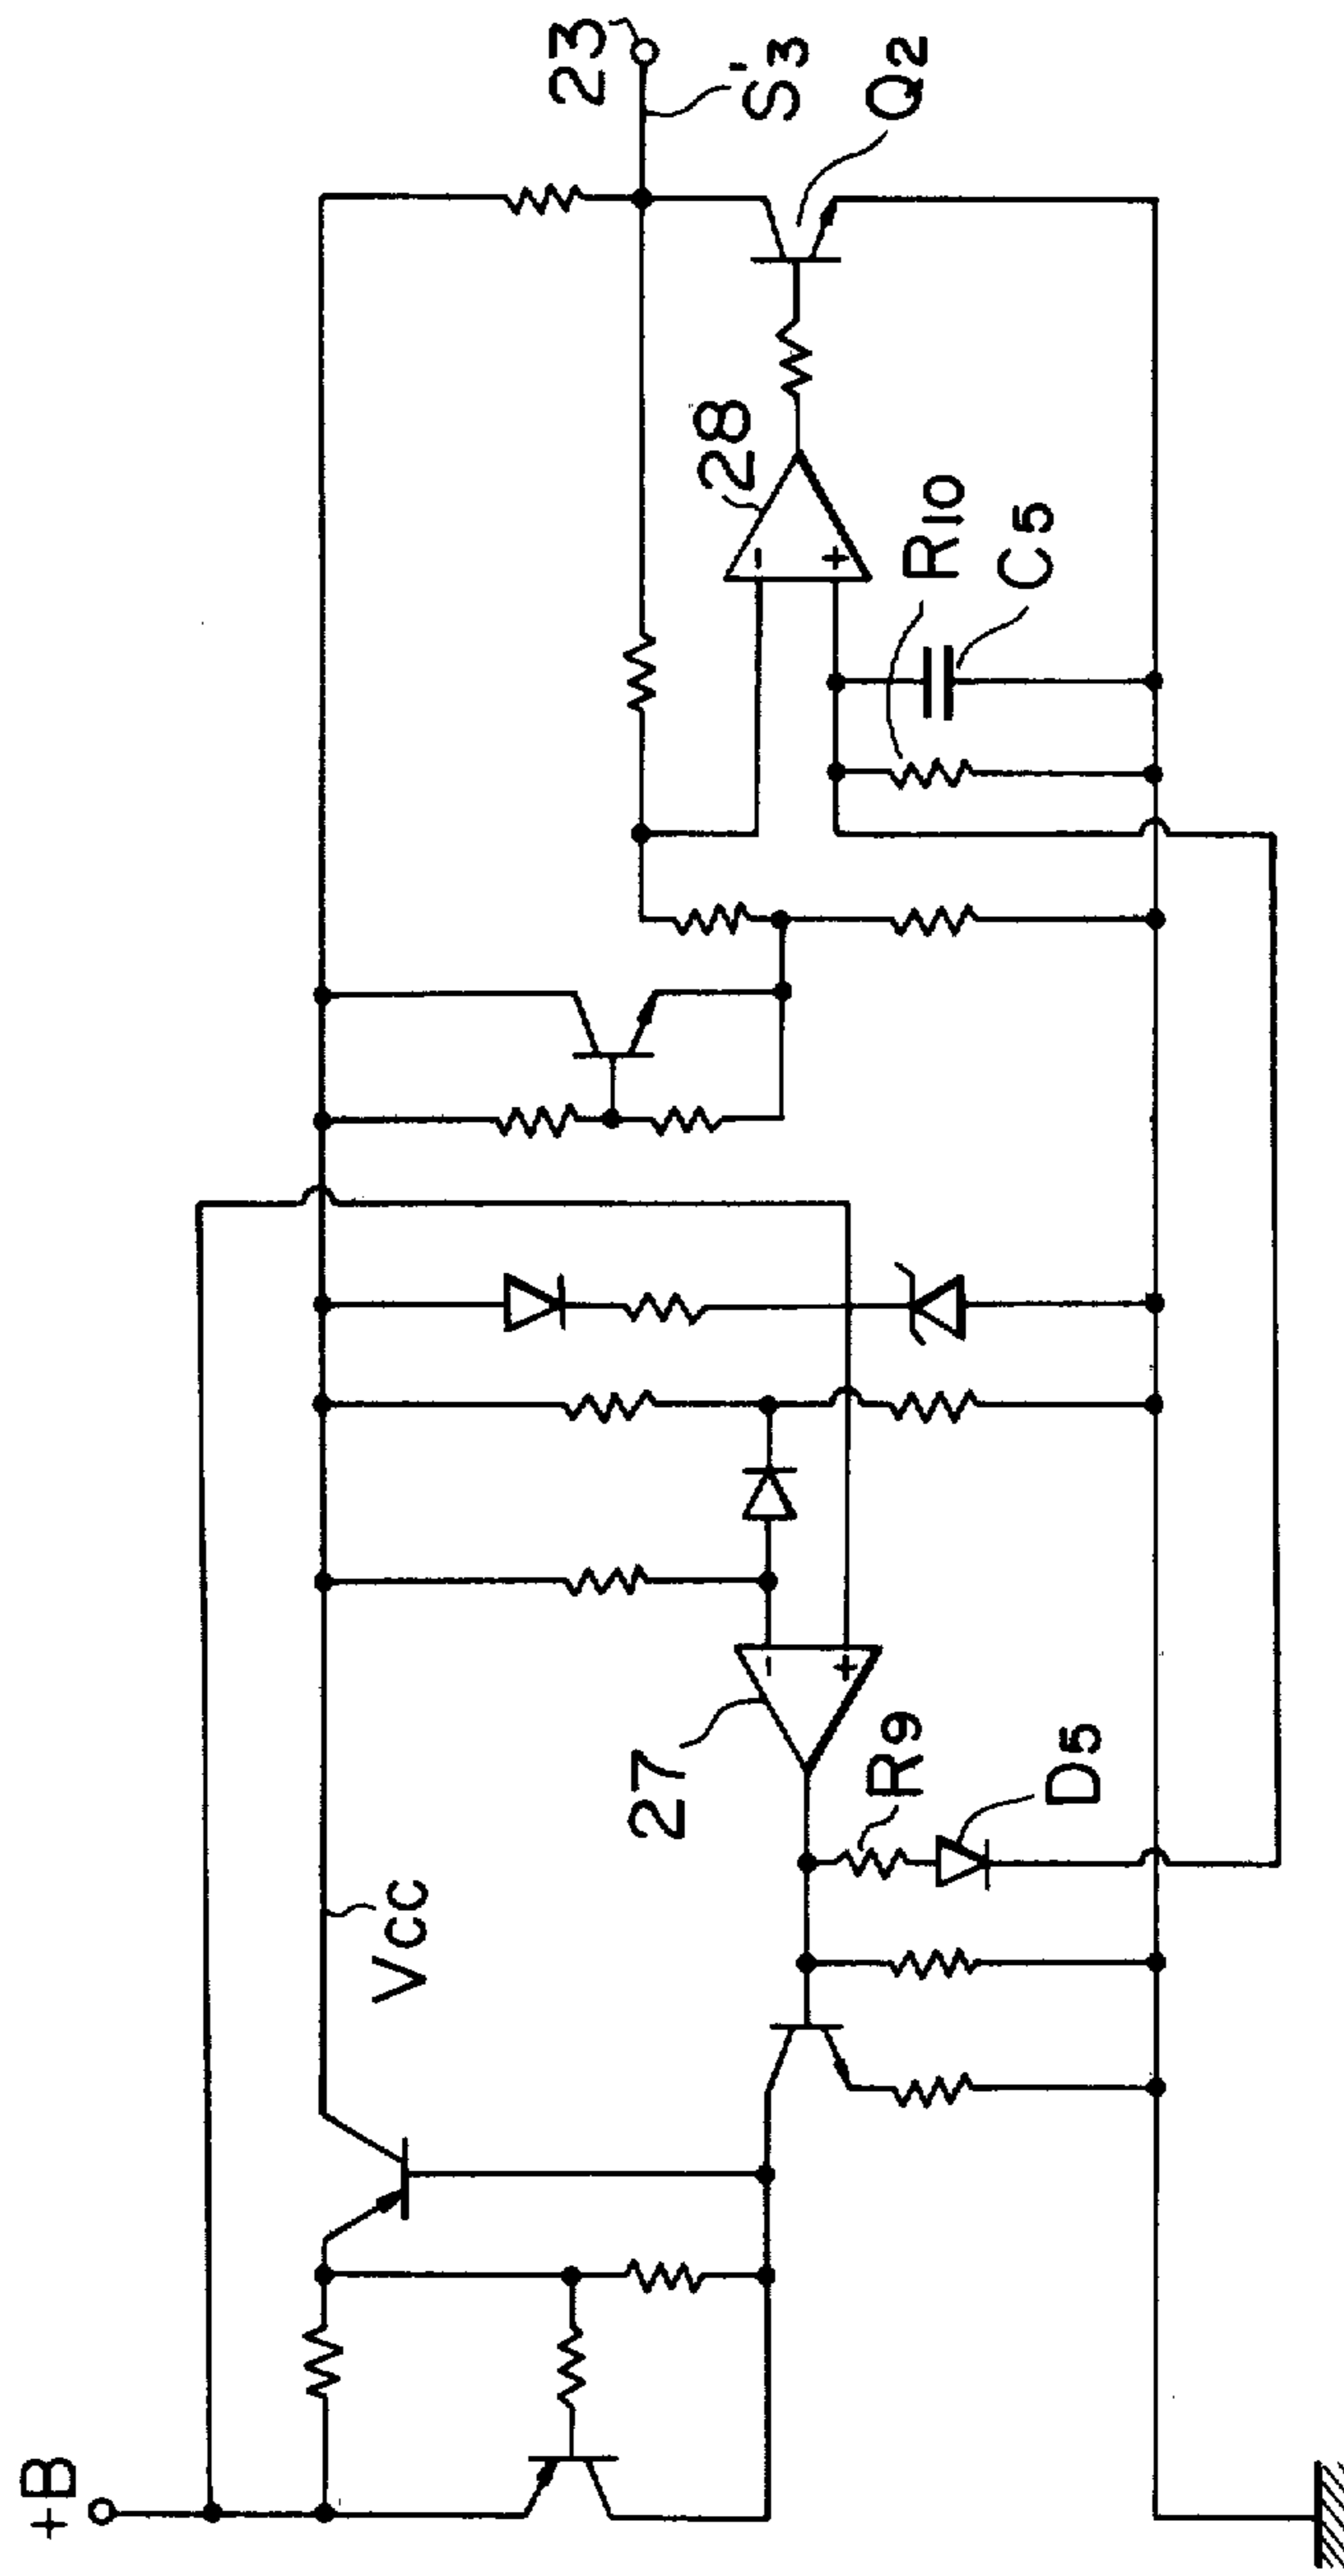 +B
VCC
27
R9
D5
28
R10
C5
23
S3'
Q2
- +
- +